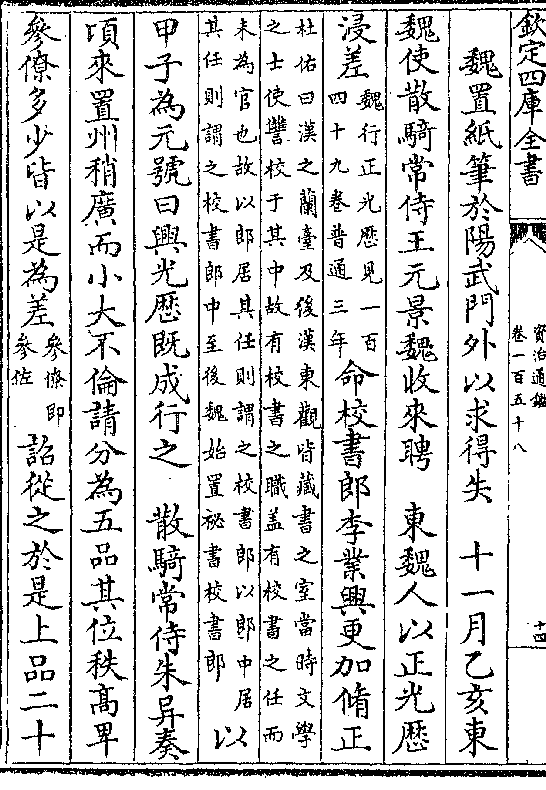 欽定四庫全書
資治通鑑
卷一百五十八
十四
魏置紙筆於陽武門外以求得失　十一月乙亥東
魏使散騎常侍王元景魏收來聘　東魏人以正光歷
浸差
魏行正光歷見一百
四十九卷普通三年
命校書郎李業興更加脩正
杜佑曰漢之蘭臺及後漢東觀皆藏書之室當時文學
之士使讐校于其中故有校書之職盖有校書之任而
未為官也故以郎居其任則謂之校書郎以郎中居
其任則謂之校書郎中至後魏始置祕書校書郎
以
甲子為元號曰興光歷既成行之　散騎常侍朱异奏
頃來置州稍廣而小大不倫請分為五品其位秩高卑
參僚多少皆以是為差
參僚即
參佐
詔從之於是上品二十